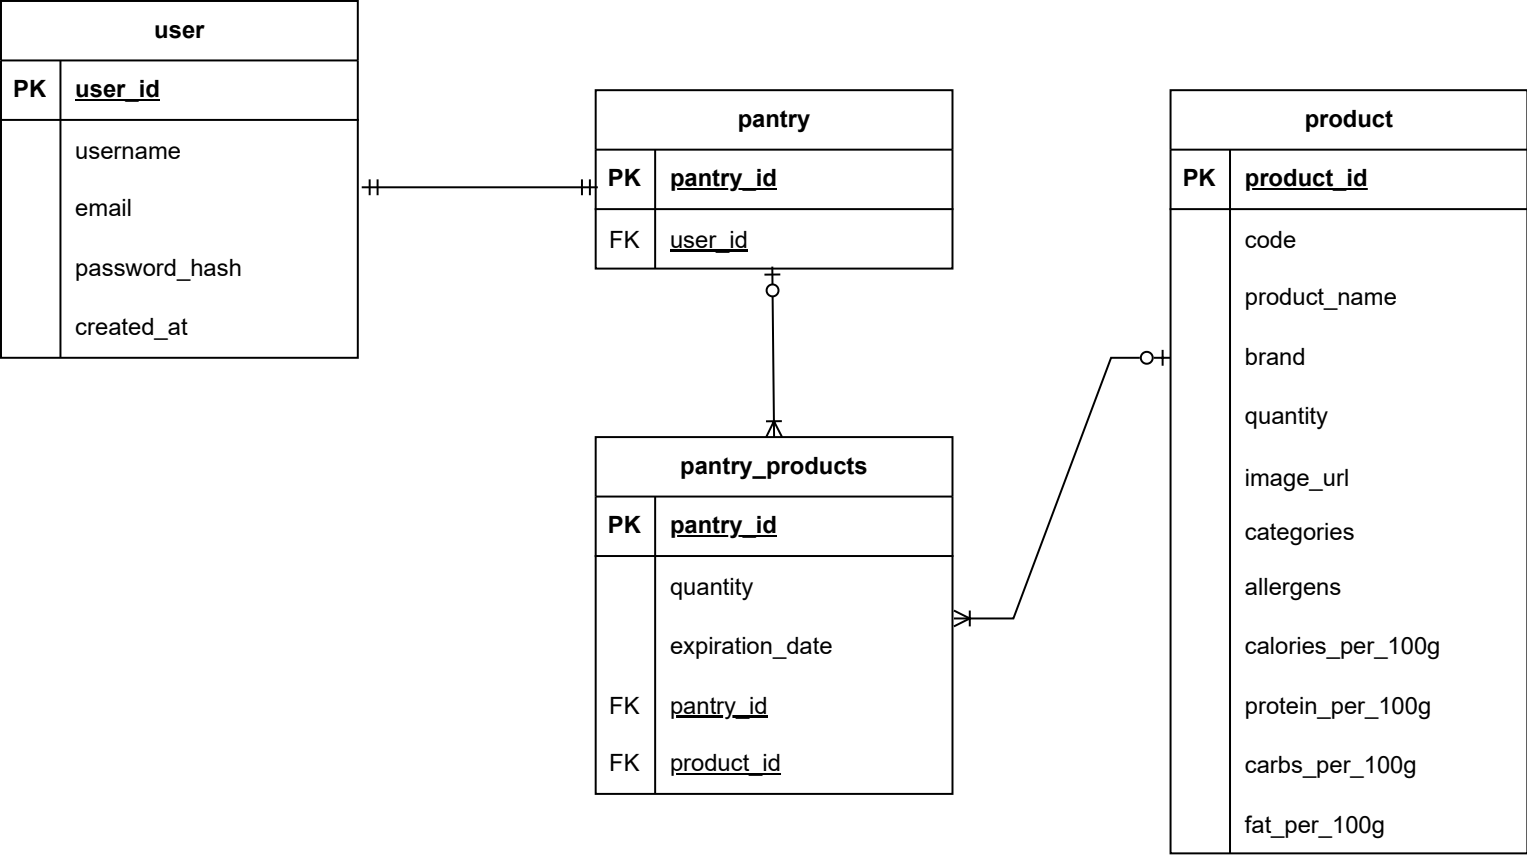 user
PK user_id
username
email
password_hash
created_at
pantry
PK pantry_id
FK user_id
pantry_products
PK pantry_id
quantity
expiration_date
FK pantry_id
FK product_id
product
PK product_id
code
product_name
brand
quantity
image_url
categories
allergens
calories_per_100g
protein_per_100g
carbs_per_100g
fat_per_100g